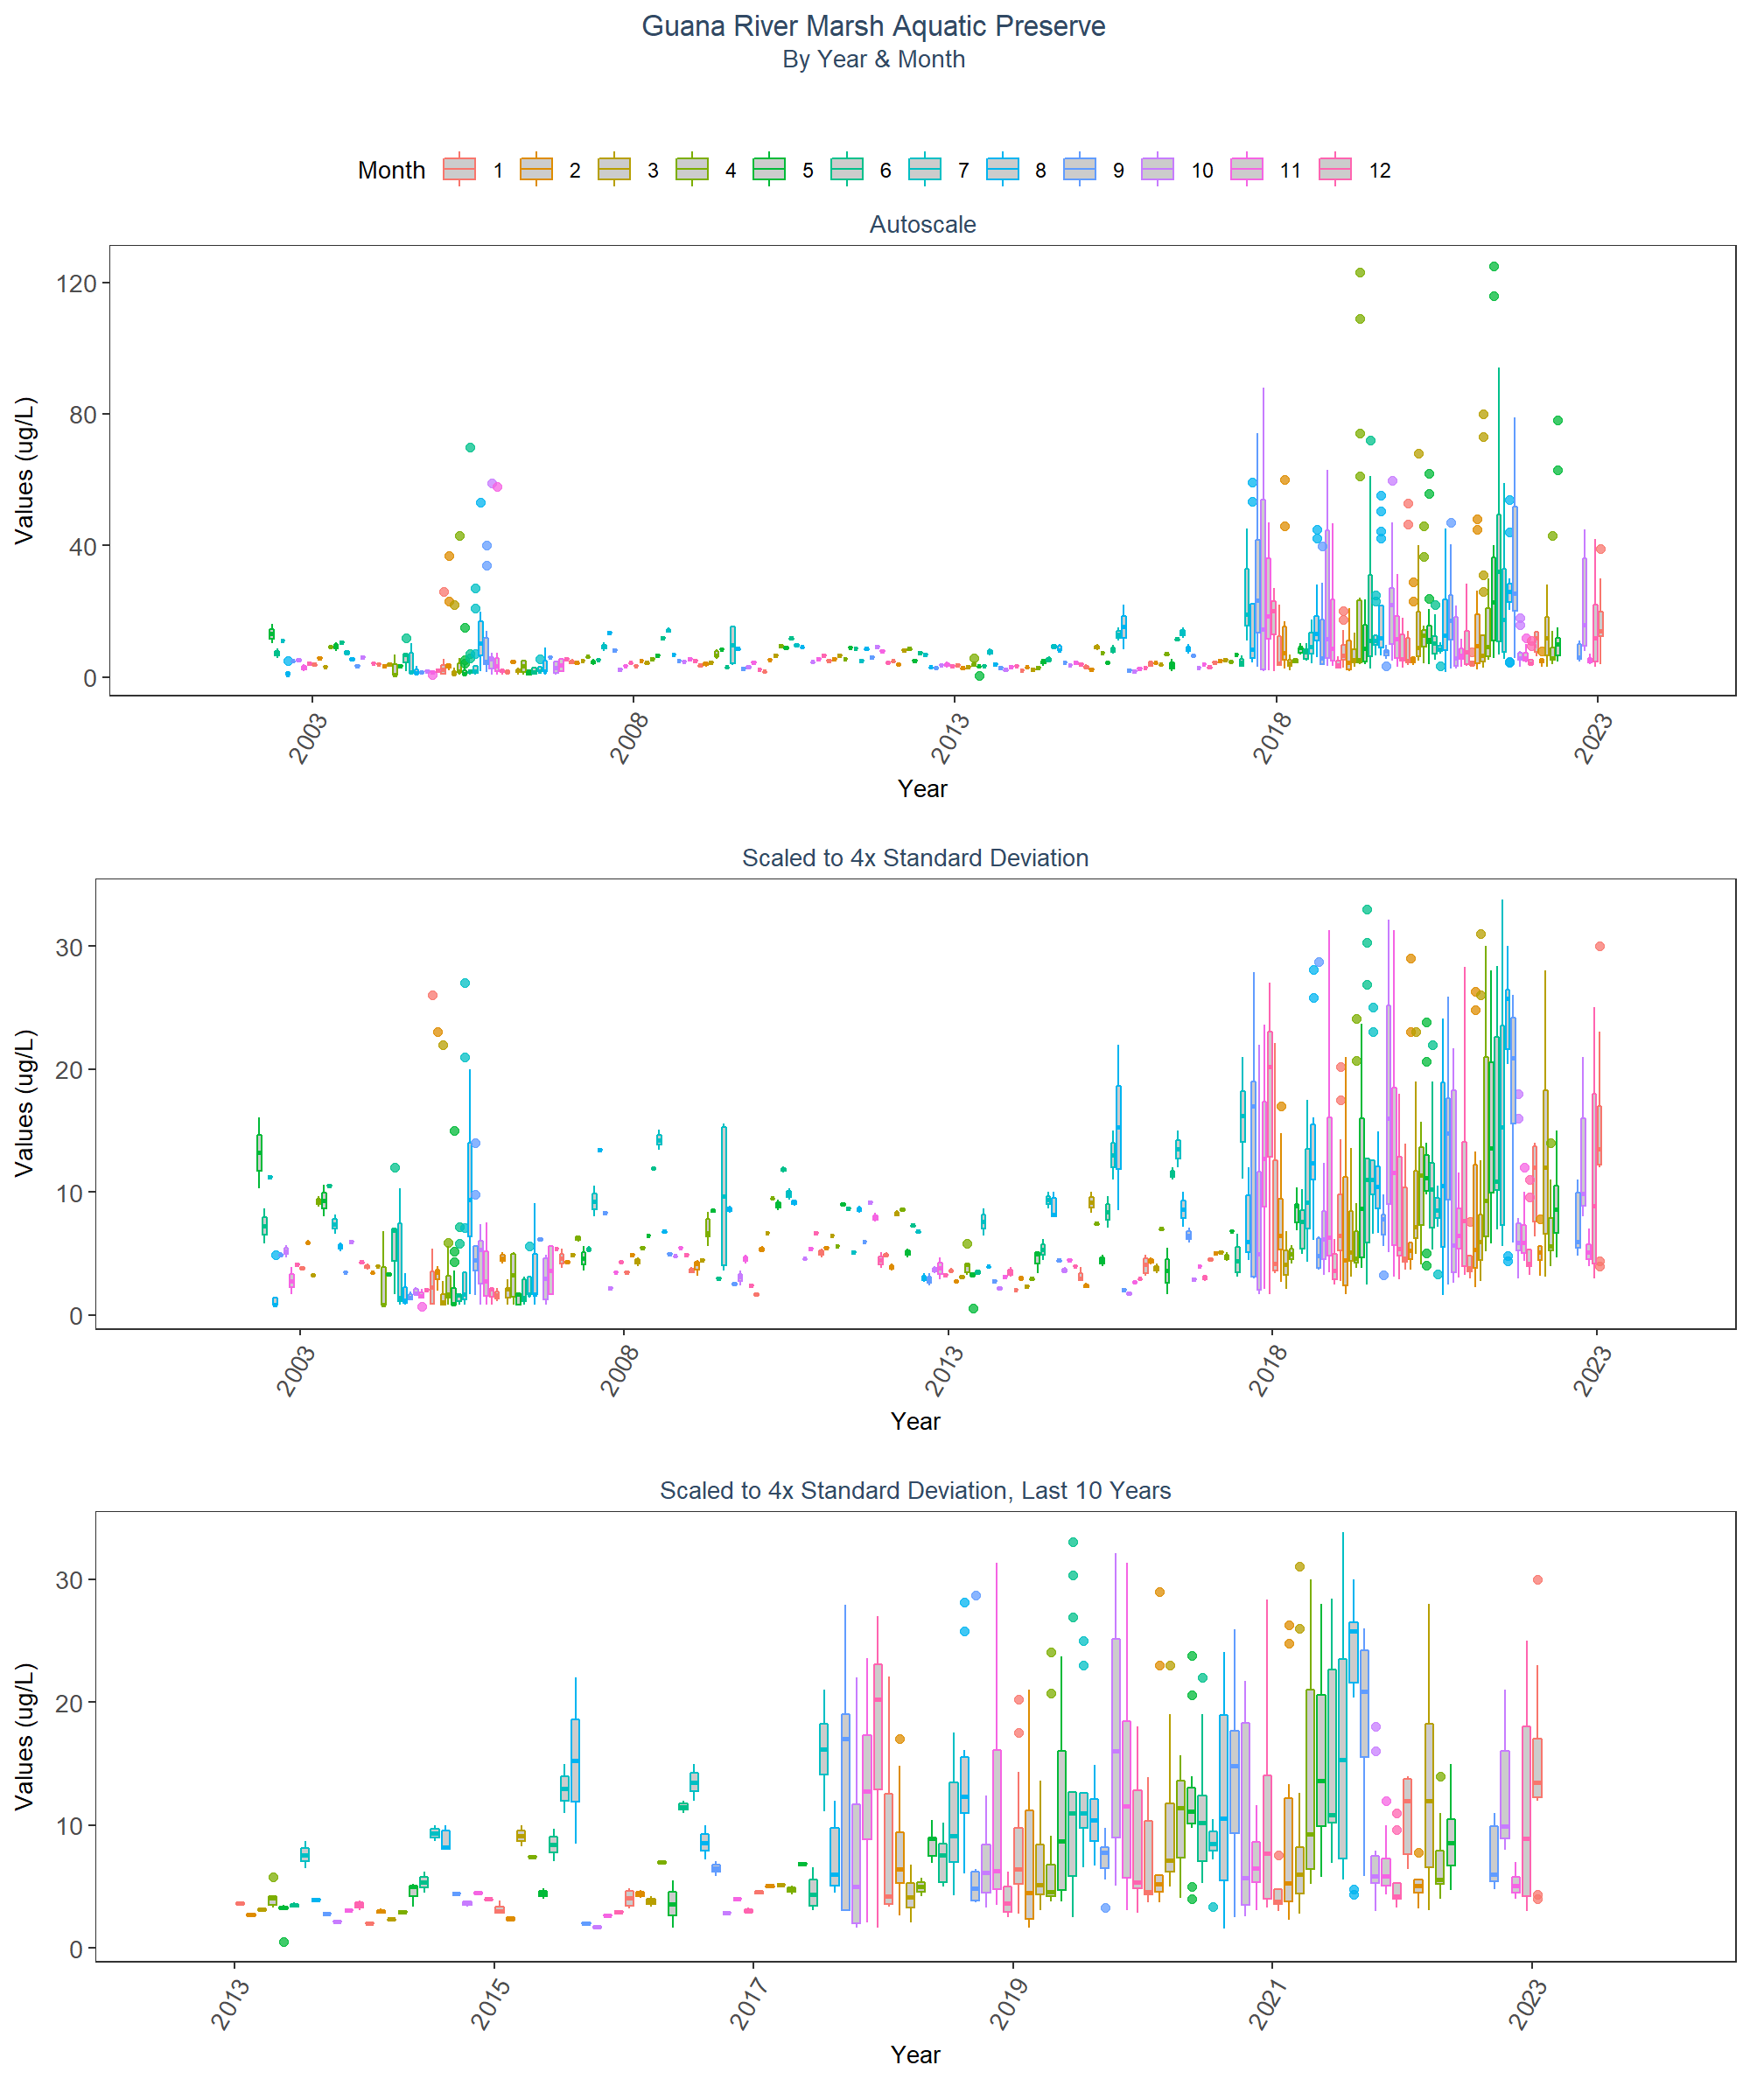 Guana River Marsh Aquatic Preserve
By Year & Month
Month 1 2 3 4 5 6 7 8 9 10 11 12
Autoscale
Values (ug/L)
120
80
40
0
2003 2008 2013 2018 2023
Year
Scaled to 4x Standard Deviation
Values (ug/L)
30
20
10
0
2003 2008 2013 2018 2023
Year
Scaled to 4x Standard Deviation, Last 10 Years
Values (ug/L)
30
20
10
0
2013 2015 2017 2019 2021 2023
Year